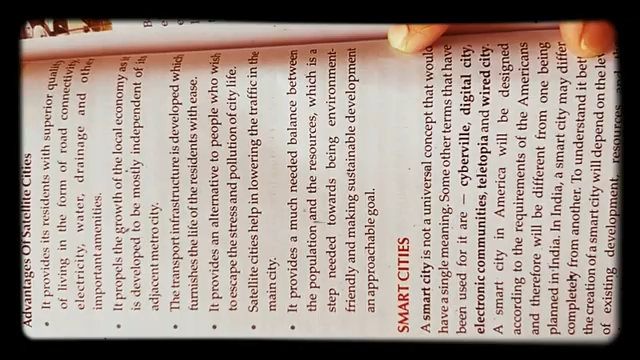 Advantages Of Satellite Cities
• It provides its residents with superior quality
of living in the form of road connectivity,
electricity, water, drainage and other
important amenities.
• It propels the growth of the local economy as it
is developed to be mostly independent of its
adjacent metro city.
• The transport infrastructure is developed which
furnishes the life of the residents with ease.
• It provides an alternative to people who wish
to escape the stress and pollution of city life.
• Satellite cities help in lowering the traffic in the
main city.
• It provides a much needed balance between
the population and the resources, which is a
step needed towards being environment-
friendly and making sustainable development
an approachable goal.
SMART CITIES
A smart city is not a universal concept that would
have a single meaning. Some other terms that have
been used for it are – cyberville, digital city,
electronic communities, teletopia and wired city.
A smart city in America will be designed
according to the requirements of the Americans
and therefore will be different from one being
planned in India. In India, a smart city may differ
completely from another. To understand it
the creation of a smart city will depend on the
of existing development, resources and the